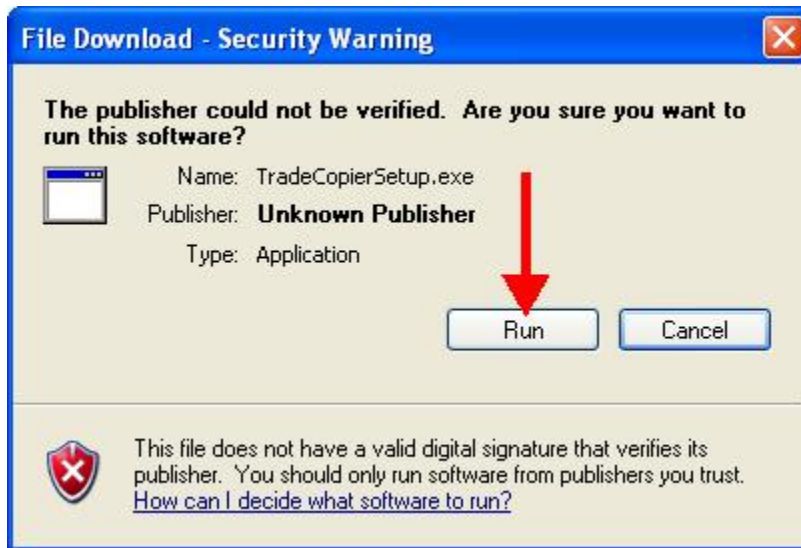 File Download - Security Warning
The publisher could not be verified.  Are you sure you want to
run this software?
Name: TradeCopierSetup.exe
Publisher: Unknown Publisher
Type: Application
Run Cancel
This file does not have a valid digital signature that verifies its
publisher.  You should only run software from publishers you trust.
How can I decide what software to run?